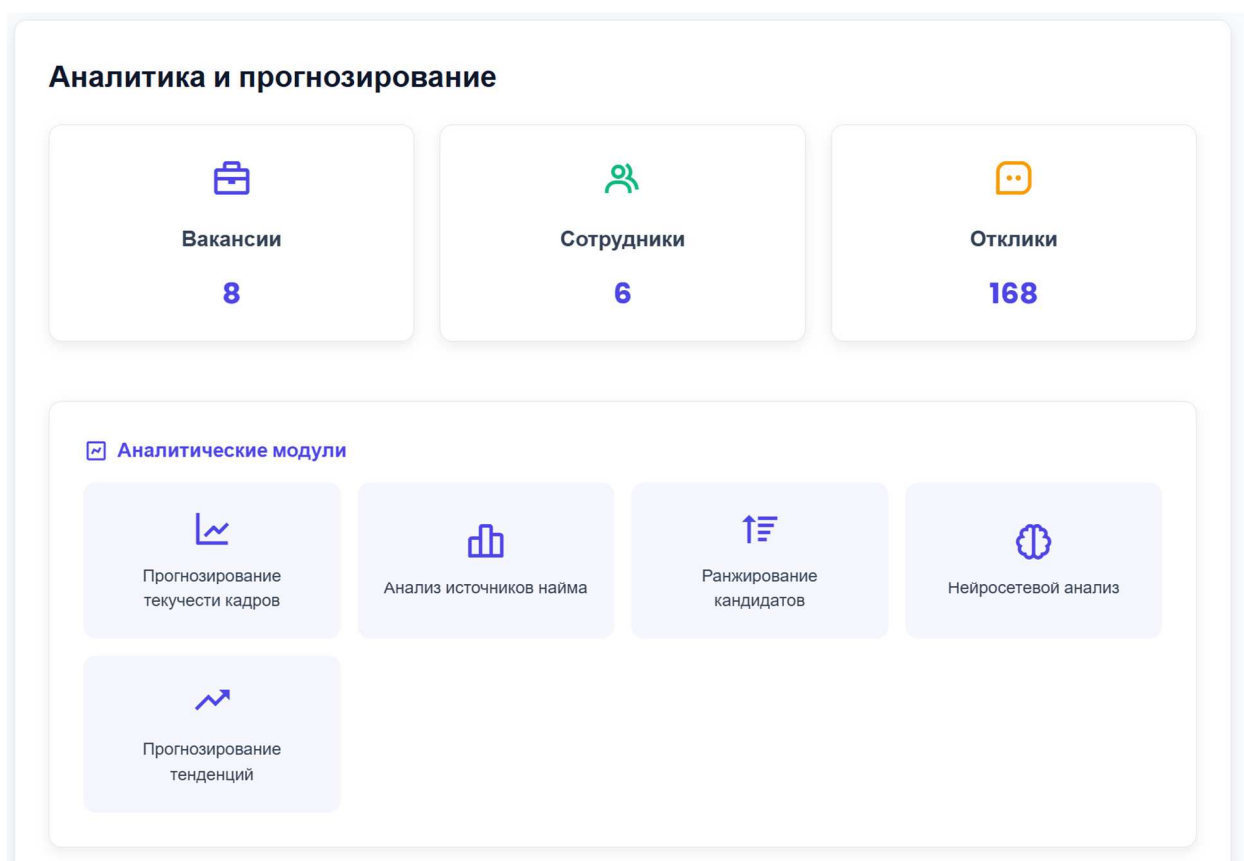 Аналитика и прогнозирование
Вакансии
8
Сотрудники
6
Отклики
168
Аналитические модули
Прогнозирование
текучести кадров
Анализ источников найма
Ранжирование
кандидатов
Нейросетевой анализ
Прогнозирование
тенденций